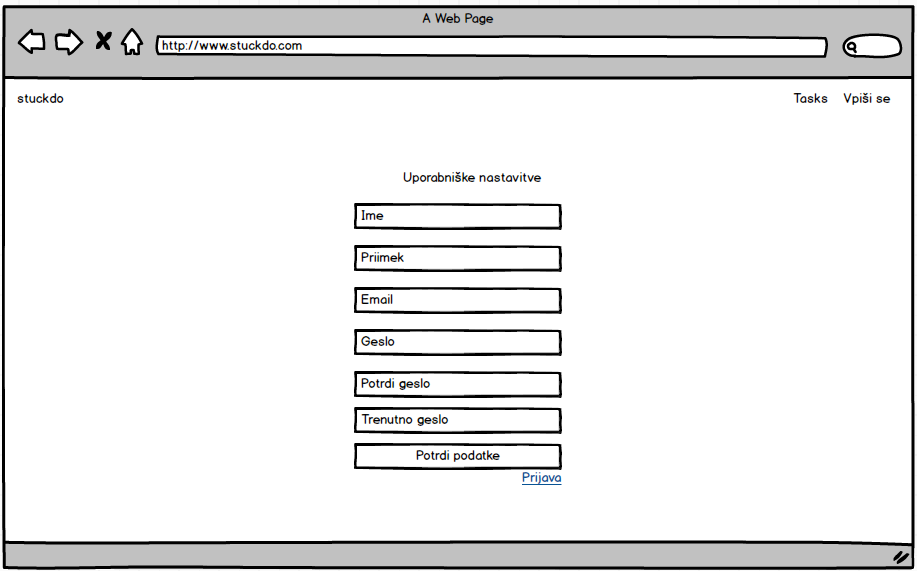 A Web Page
http://www.stuckdo.com
stuckdo Tasks Vpiši se
Uporabniške nastavitve
Ime
Priimek
Email
Geslo
Potrdi geslo
Trenutno geslo
Potrdi podatke
Prijava